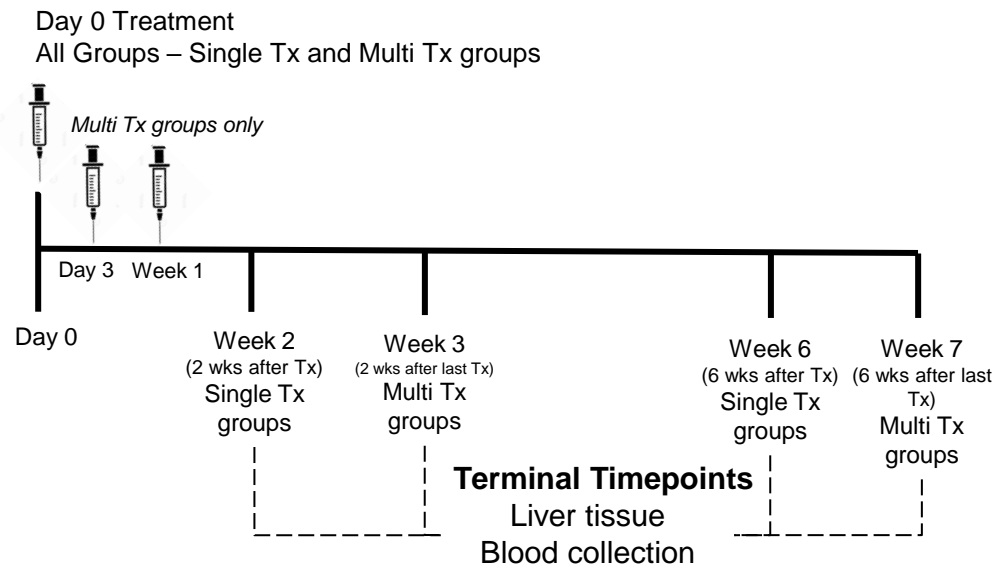 Day 0 Treatment
All Groups – Single Tx and Multi Tx groups
Multi Tx groups only
Day 3
Week 1
Day 0
Week 2
(2 wks after Tx)
Single Tx
groups
Week 3
(2 wks after last Tx)
Multi Tx
groups
Week 6
(6 wks after Tx)
Single Tx
groups
Week 7
(6 wks after last
Tx)
Multi Tx
groups
Terminal Timepoints
Liver tissue
Blood collection